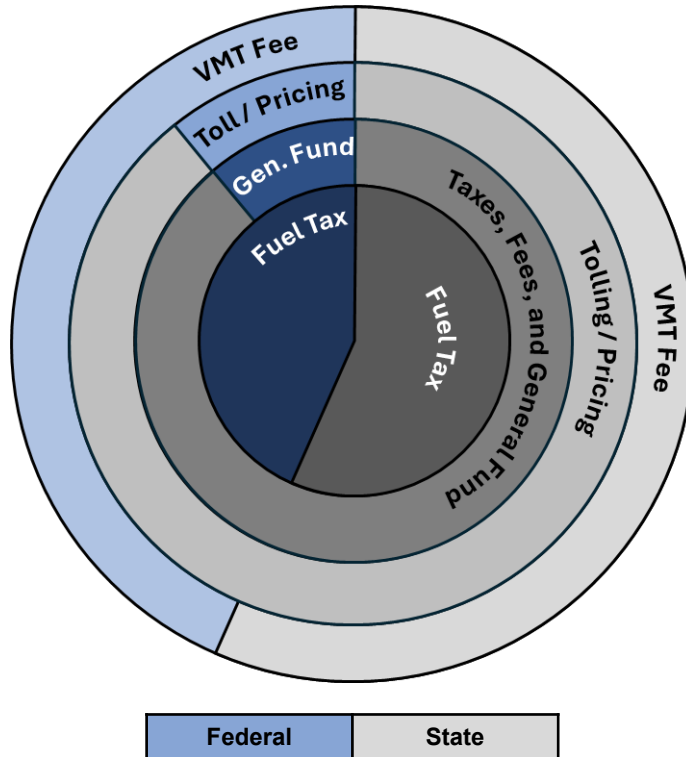 VMT Fee
Toll / Pricing
Gen. Fund
Fuel Tax
Fuel Tax
Taxes, Fees, and General Fund
Tolling / Pricing
VMT Fee
Federal
State